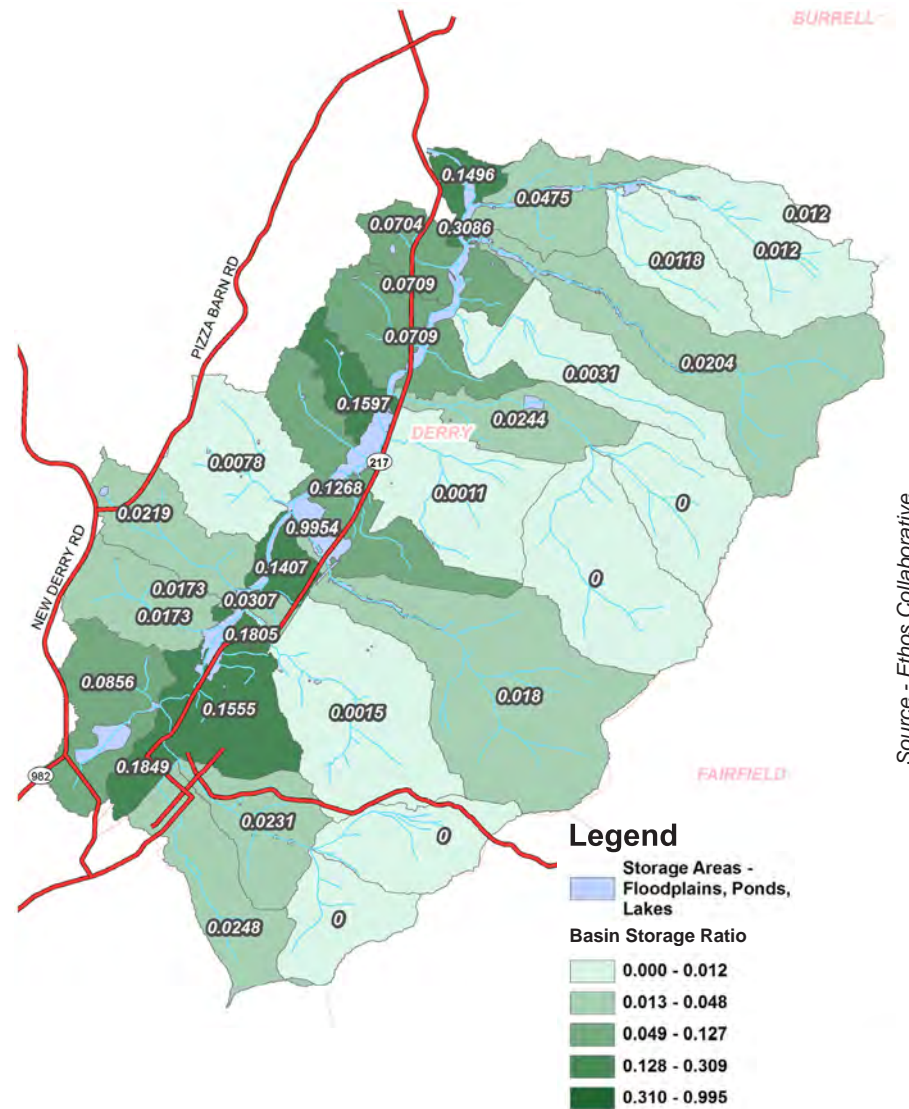 BURRELL
0.1496
0.0475
0.012
0.0704
0.3086
0.012
0.0118
0.0709
PIZZA BARN RD
0.0709
0.0204
0.0031
0.1597
0.0244
DERRY
0.0078
217
0.0011
0
0.1268
0.0219
0.9954
NEW DERRY RD
0.1407
0
0.0173
0.0307
0.0173
0.1805
0.0856
0.018
0.1555
0.0015
0.1849
982
FAIRFIELD
0.0231
0
0
0.0248
Source - Ethos Collaborative
Legend
Storage Areas -
Floodplains, Ponds,
Lakes
Basin Storage Ratio
0.000 - 0.012
0.013 - 0.048
0.049 - 0.127
0.128 - 0.309
0.310 - 0.995